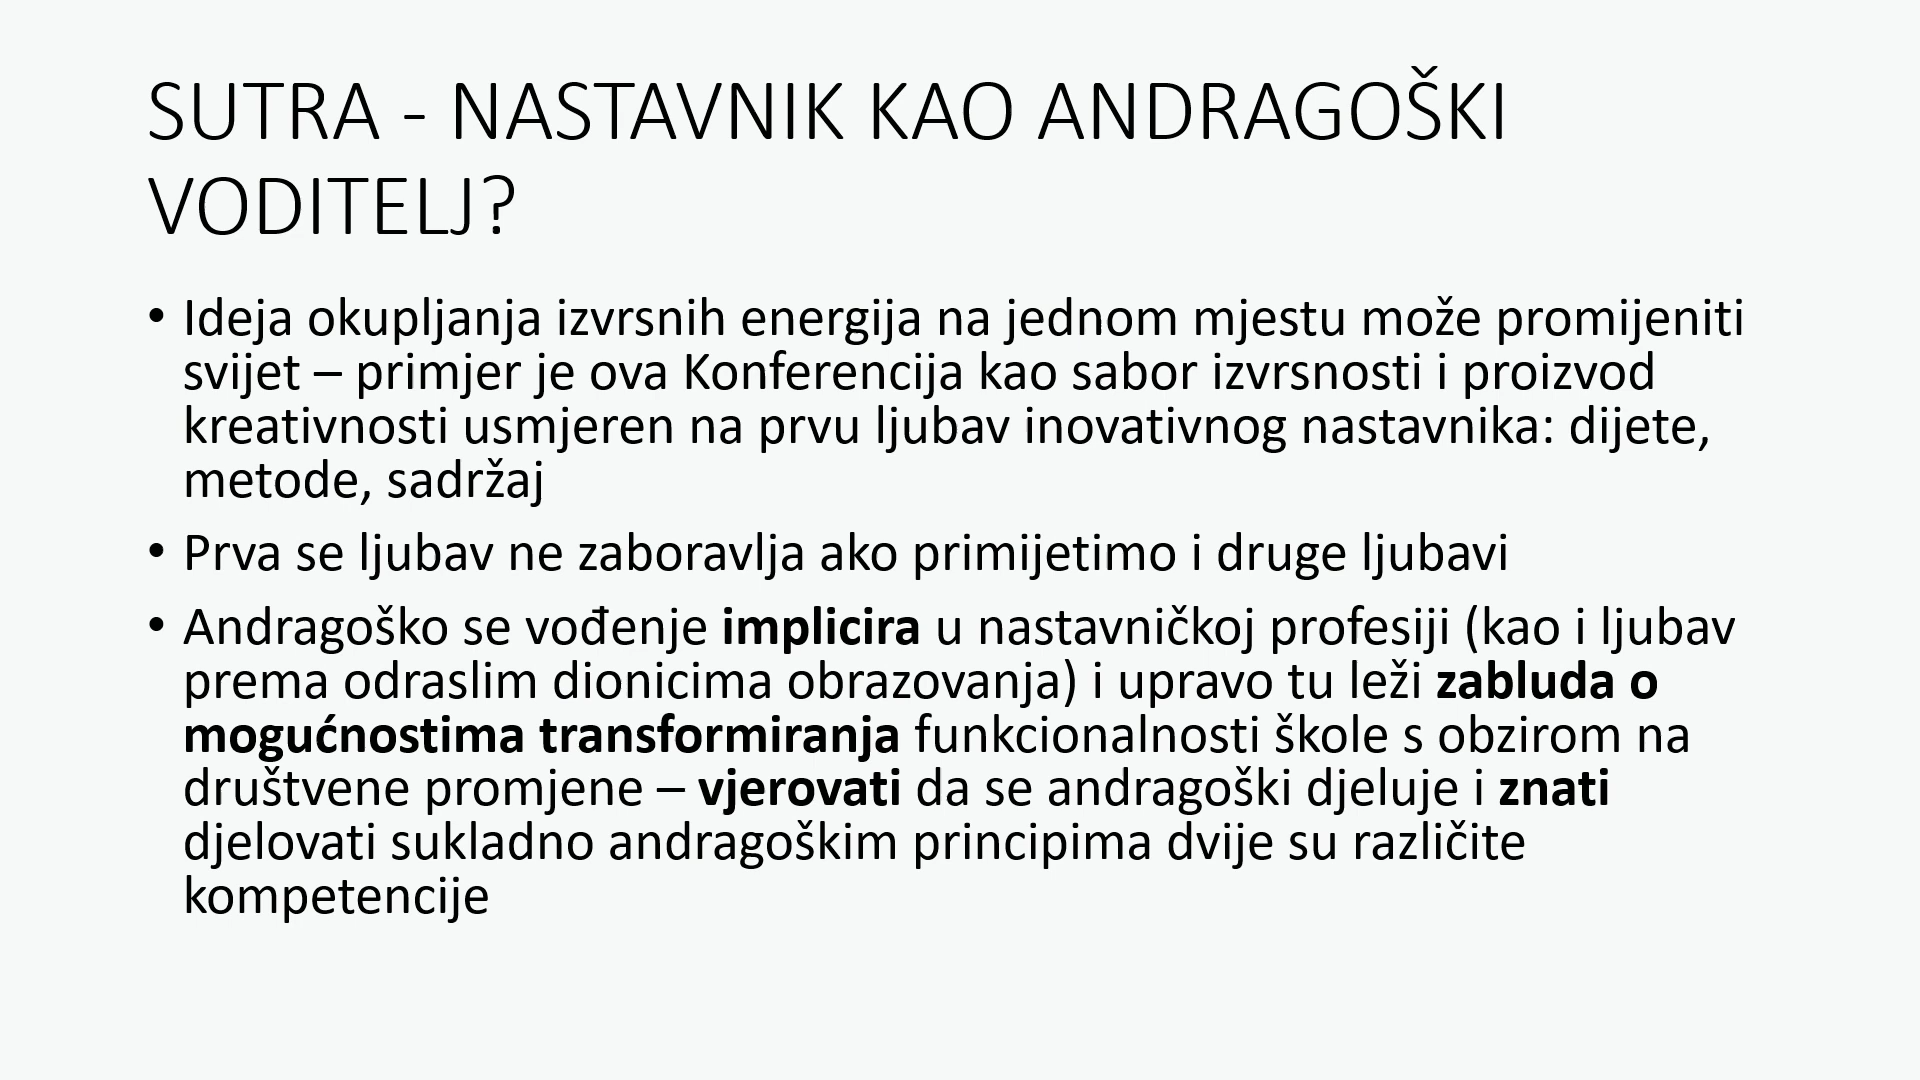 SUTRA - NASTAVNIK KAO ANDRAGOŠKI
VODITELJ?
• Ideja okupljanja izvrsnih energija na jednom mjestu može promijeniti
svijet – primjer je ova Konferencija kao sabor izvrsnosti i proizvod
kreativnosti usmjeren na prvu ljubav inovativnog nastavnika: dijete,
metode, sadržaj
• Prva se ljubav ne zaboravlja ako primijetimo i druge ljubavi
• Andragoško se vođenje implicira u nastavničkoj profesiji (kao i ljubav
prema odraslim dionicima obrazovanja) i upravo tu leži zabluda o
mogućnostima transformiranja funkcionalnosti škole s obzirom na
društvene promjene – vjerovati da se andragoški djeluje i znati
djelovati sukladno andragoškim principima dvije su različite
kompetencije